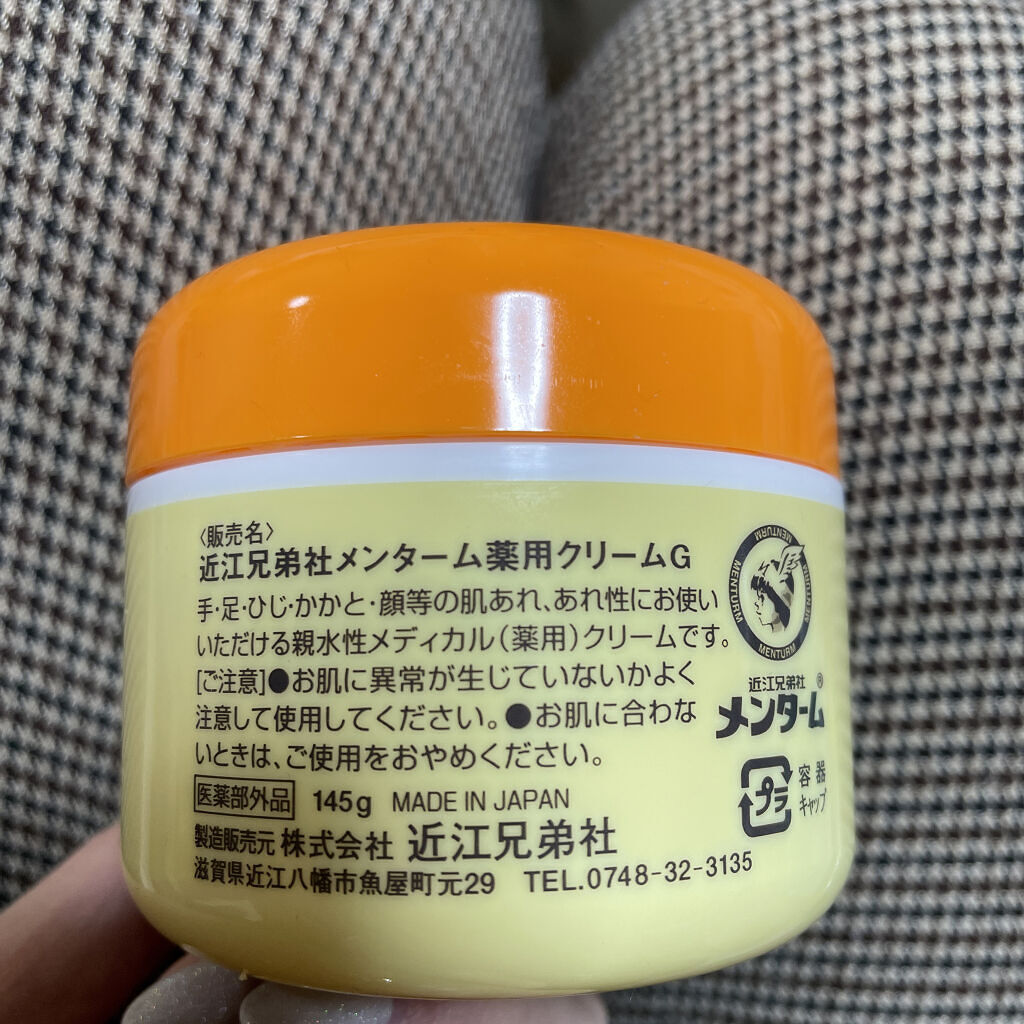 〈販売名〉
近江兄弟社メンターム薬用クリームG
手・足・ひじ・かかと・顔等の肌あれ、あれ性にお使い
いただける親水性メディカル(薬用)クリームです。
[ご注意]●お肌に異常が生じていないかよく
注意して使用してください。●お肌に合わな
いときは、ご使用をおやめください。
医薬部外品 145g MADE IN JAPAN
製造販売元 株式会社 近江兄弟社
滋賀県近江八幡市魚屋町元29 TEL.0748-32-3135
MENTURM
MENTURM
MENTURM
MENTURM
近江兄弟社
メンターム®
プラ
容器
キャップ